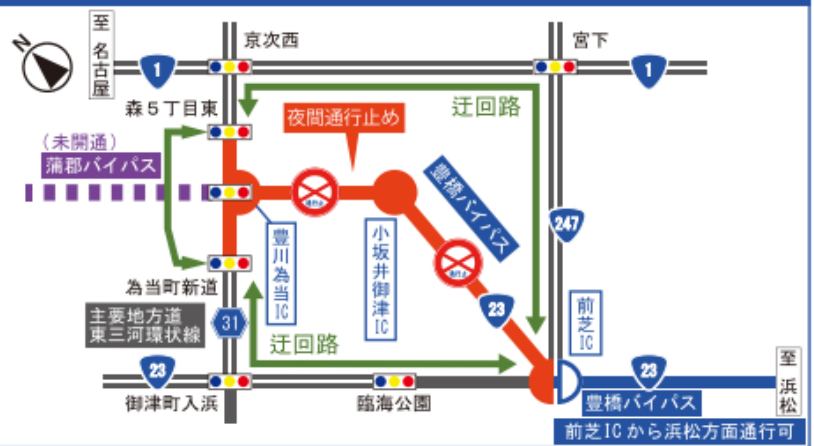 至
名
古
屋
N
1
京次西
宮下
1
森5丁目東
夜間通行止め
迂回路
(未開通)
蒲郡バイパス
豊橋バイパス
247
豊川為当IC
小坂井御津IC
為当町新道
23
前芝IC
主要地方道
東三河環状線
31
迂回路
至
浜
松
23
23
御津町入浜
臨海公園
豊橋バイパス
前芝ICから浜松方面通行可